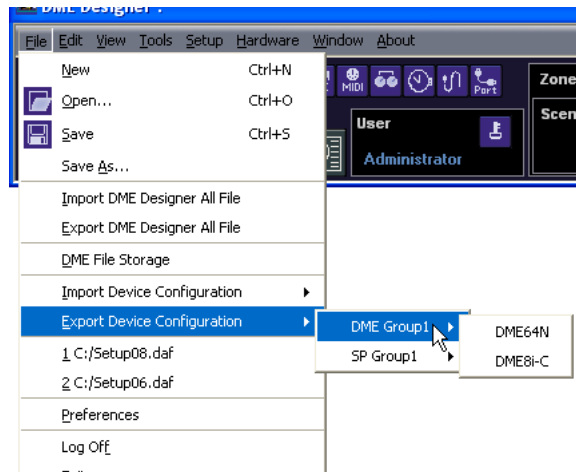 DME Designer :
File Edit View Tools Setup Hardware Window About
New Ctrl+N
Open... Ctrl+O
Save Ctrl+S
Save As...
Import DME Designer All File
Export DME Designer All File
DME File Storage
Import Device Configuration
Export Device Configuration
1 C:/Setup08.daf
2 C:/Setup06.daf
Preferences
Log Off
MIDI
Port
User
Administrator
Zone
Scen
DME Group1
SP Group1
DME64N
DME8i-C